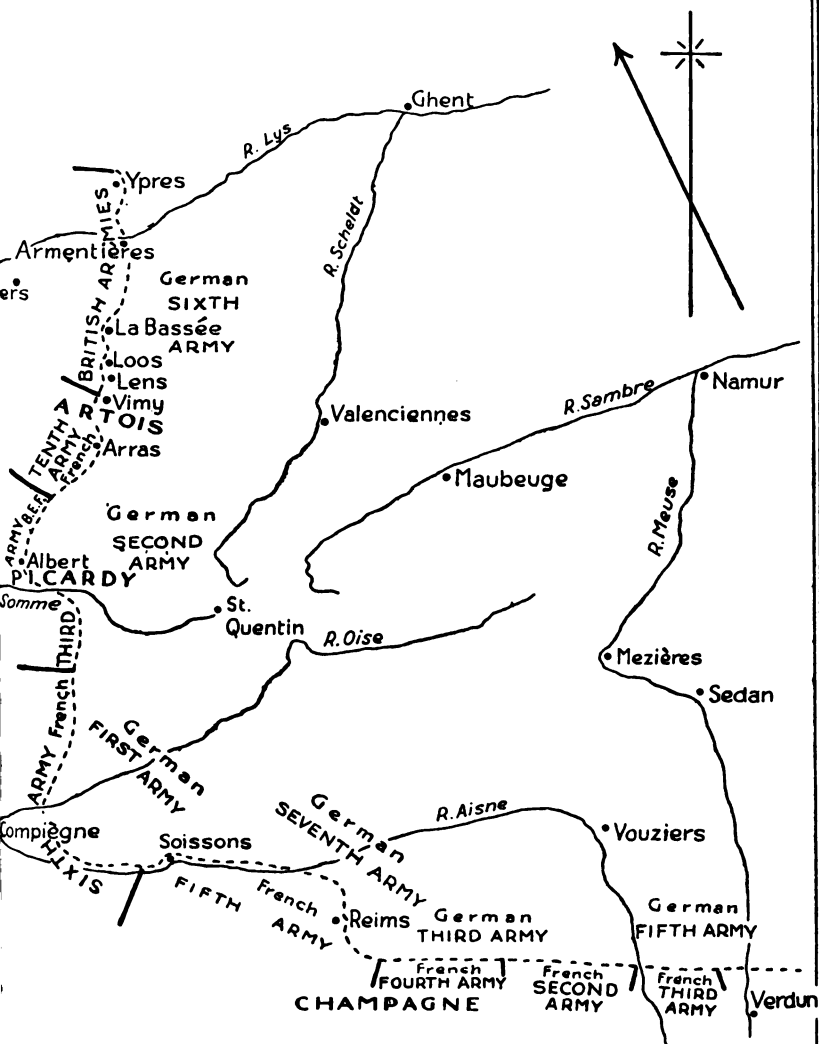 Ghent
R. Lys
Ypres
R. Scheldt
BRITISH ARMIES
Armentières
ers
German
SIXTH
ARMY
La Bassée
Loos
Lens
Vimy
ARTOIS
R. Sambre
Namur
Valenciennes
TENTH
ARMY
French
Arras
Maubeuge
R. Meuse
B.E.F.
ARMY
German
SECOND
ARMY
Albert
PICARDY
Somme
St.
Quentin
R. Oise
THIRD
Mezières
Sedan
French
ARMY
German
FIRST ARMY
German
SEVENTH ARMY
R. Aisne
Compiègne
Soissons
Vouziers
SIXTH
FIFTH
French
ARMY
Reims
German
THIRD ARMY
German
FIFTH ARMY
French
FOURTH ARMY
French
SECOND
ARMY
French
THIRD
ARMY
CHAMPAGNE
Verdun